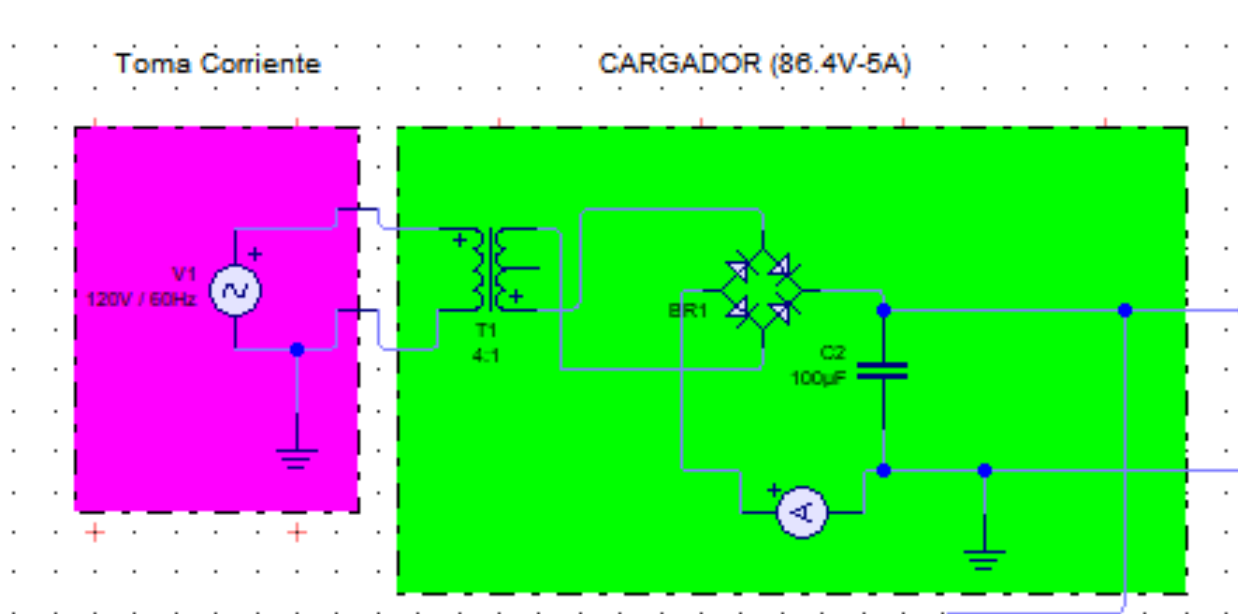 Toma Corriente
CARGADOR (86.4V-5A)
V1
120V / 60Hz
T1
4:1
BR1
C2
100µF
A